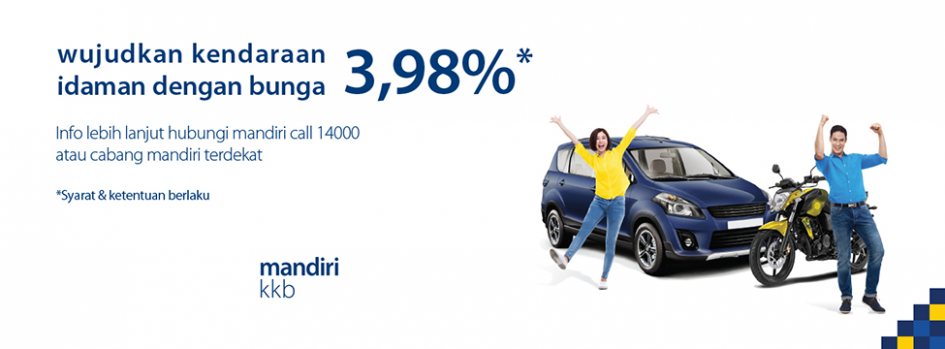 wujudkan kendaraan
idaman dengan bunga 3,98%*
Info lebih lanjut hubungi mandiri call 14000
atau cabang mandiri terdekat
*Syarat & ketentuan berlaku
mandiri
kkb